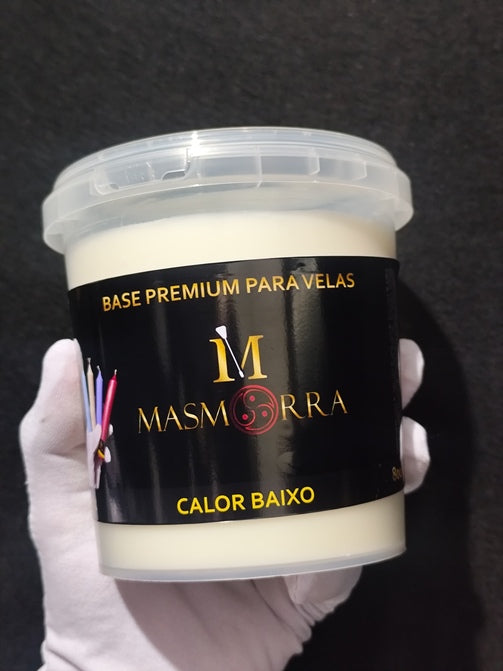 BASE PREMIUM PARA VELAS
M
MASMORRA
CALOR BAIXO